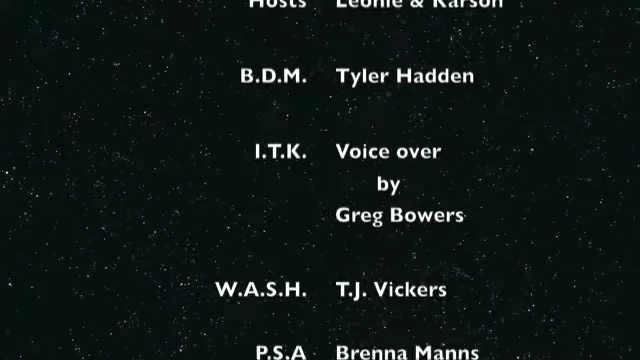 Hosts Leonie & Karson
B.D.M. Tyler Hadden
I.T.K. Voice over
by
Greg Bowers
W.A.S.H. T.J. Vickers
P.S.A Brenna Manns